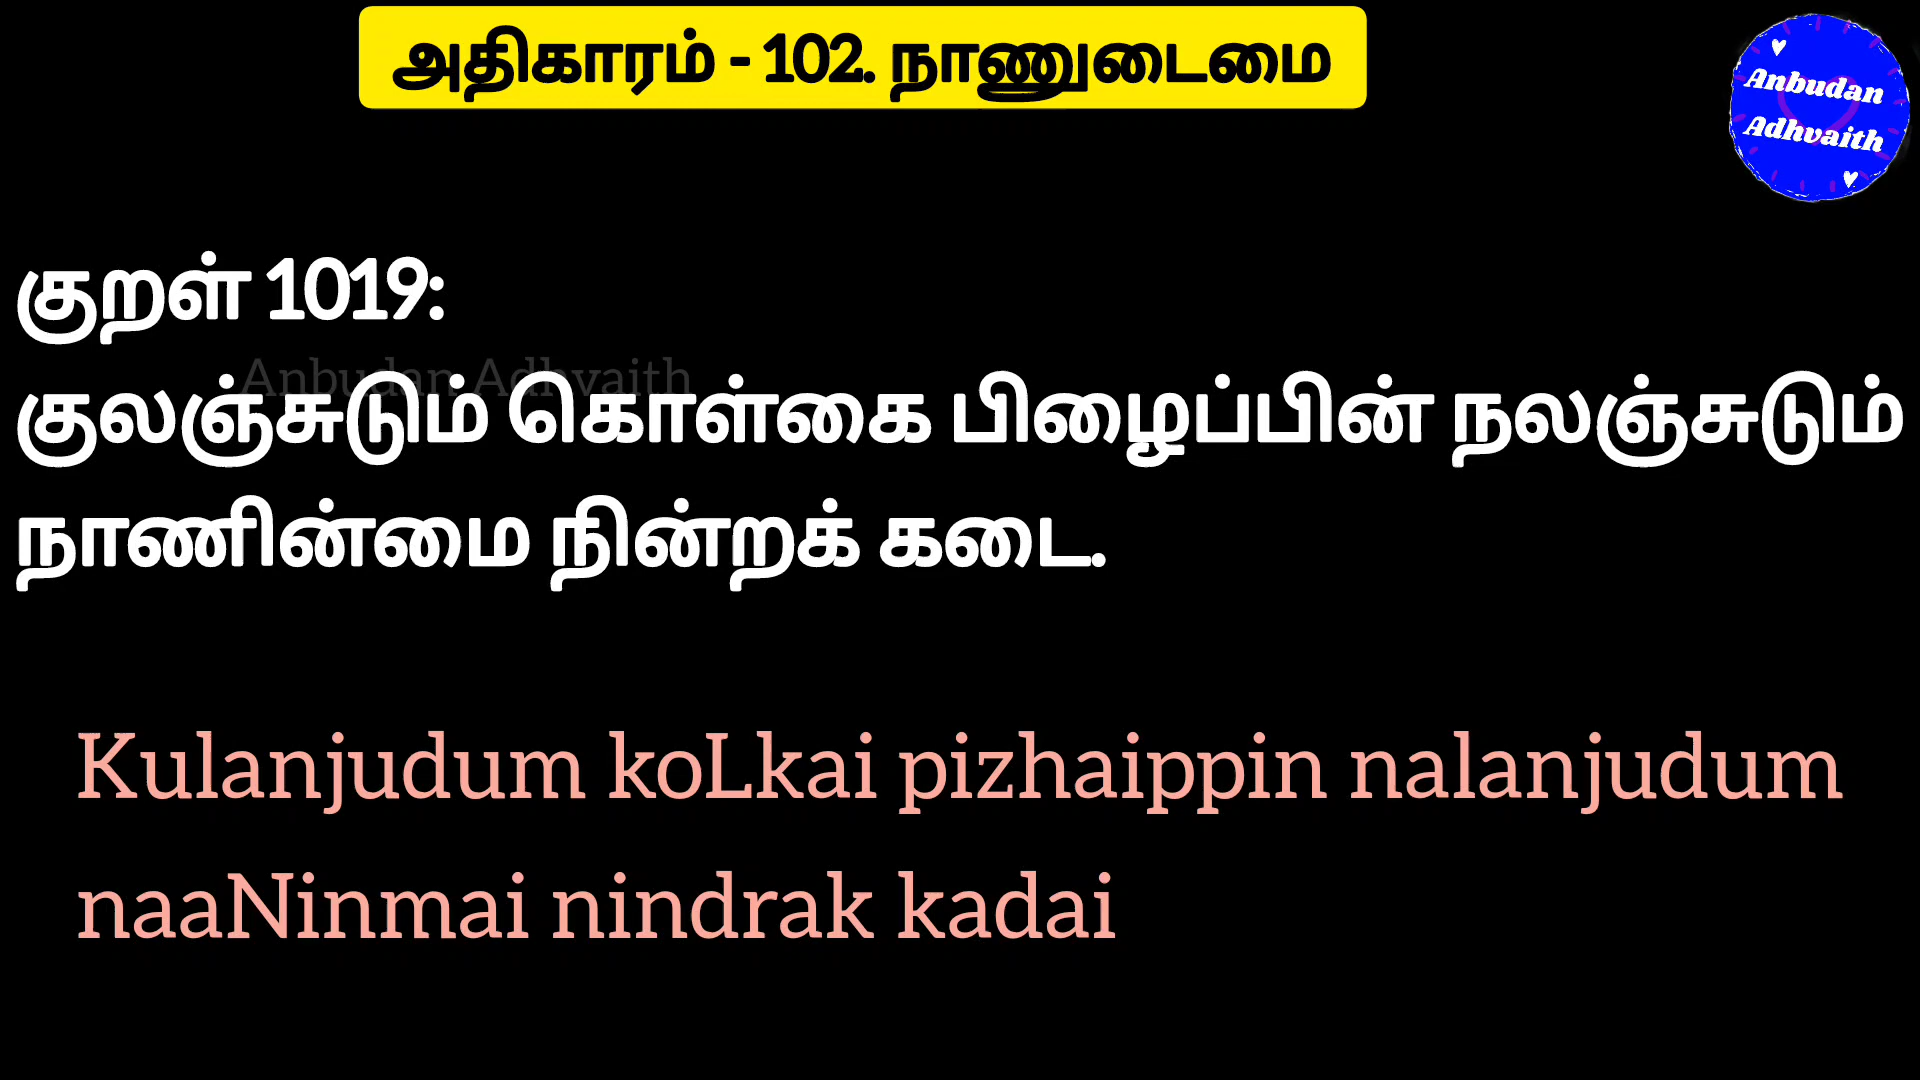 அதிகாரம் - 102. நாணுடைமை
Anbudan
Adhvaith
குறள் 1019:
Anbudan Adhvaith
குலஞ்சுடும் கொள்கை பிழைப்பின் நலஞ்சுடும்
நாணின்மை நின்றக் கடை.
Kulanjudum koLkai pizhaippin nalanjudum
naaNinmai nindrak kadai